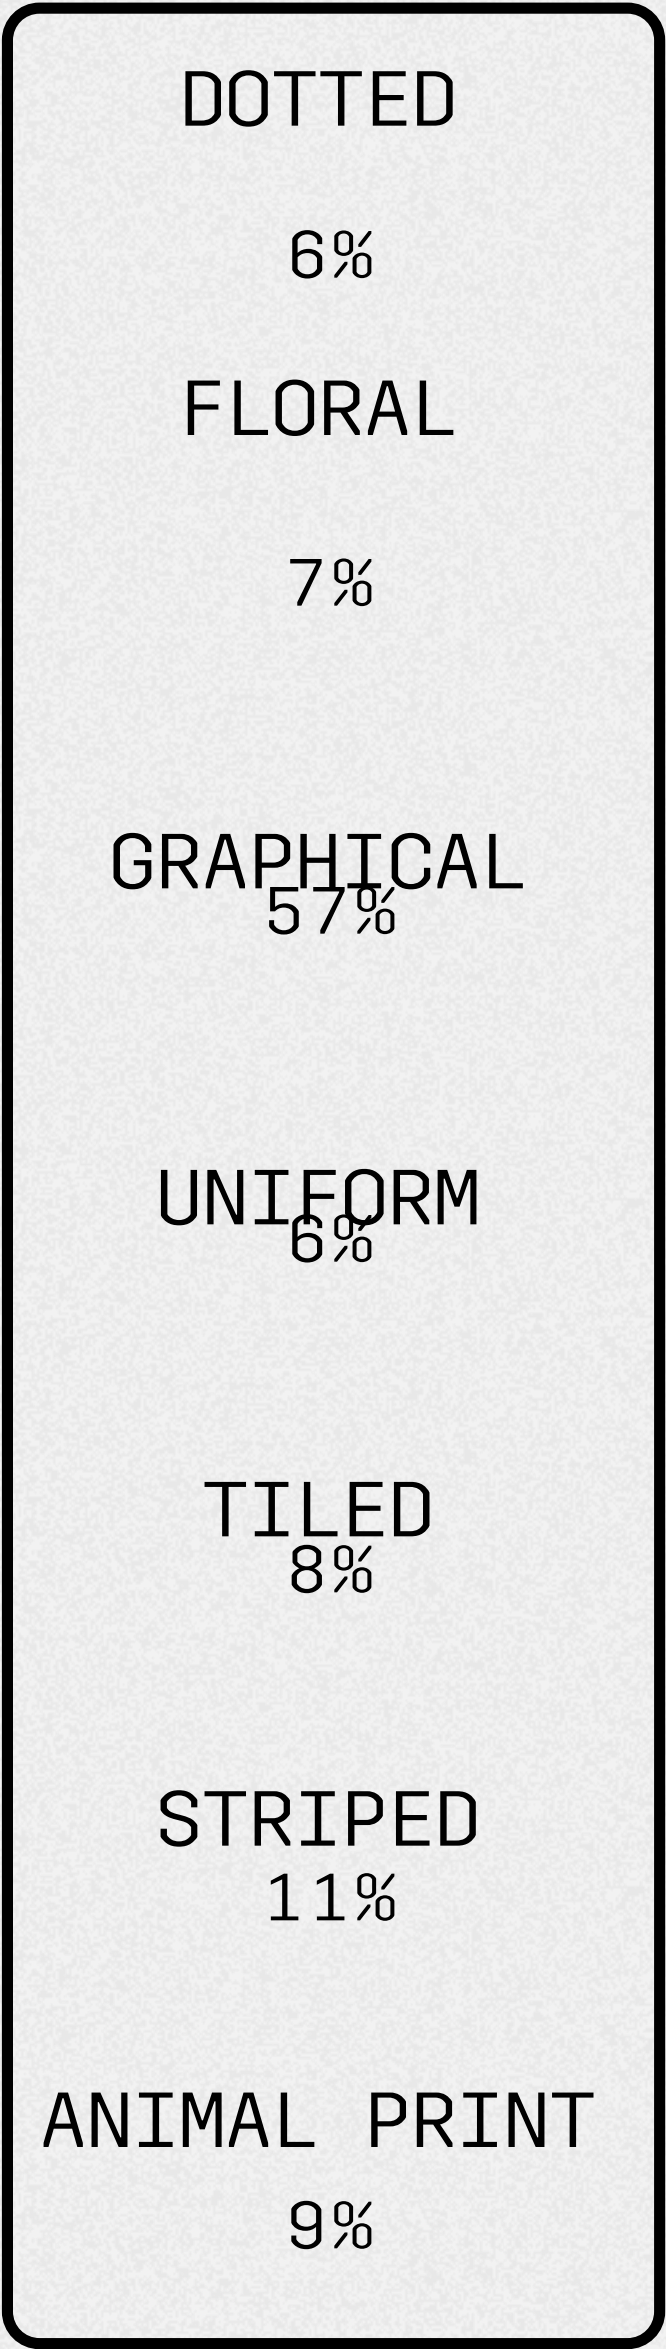 DOTTED
6%
FLORAL
7%
GRAPHICAL
57%
UNIFORM
6%
TILED
8%
STRIPED
11%
ANIMAL PRINT
9%